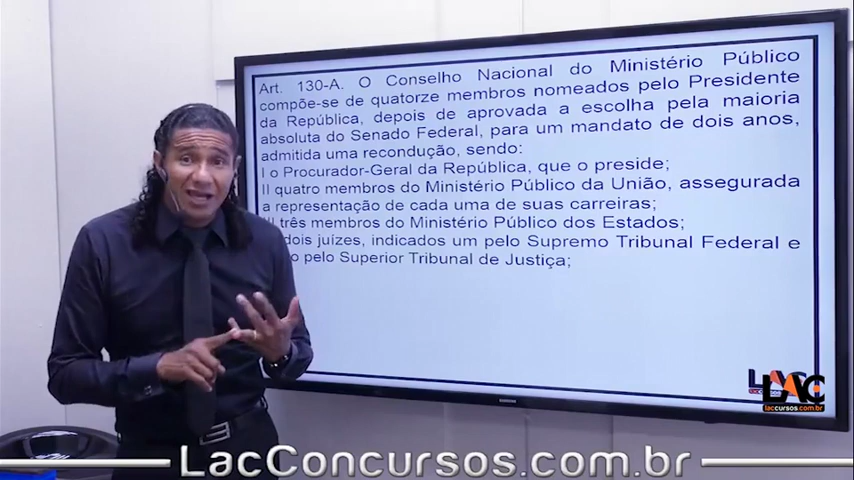 Art. 130-A. O Conselho Nacional do Ministério Público
compõe-se de quatorze membros nomeados pelo Presidente
da República, depois de aprovada a escolha pela maioria
absoluta do Senado Federal, para um mandato de dois anos,
admitida uma recondução, sendo:
I o Procurador-Geral da República, que o preside;
II quatro membros do Ministério Público da União, assegurada
a representação de cada uma de suas carreiras;
três membros do Ministério Público dos Estados;
dois juízes, indicados um pelo Supremo Tribunal Federal e
pelo Superior Tribunal de Justiça;
SAMSUNG
LAC
laccursos.com.br
LacConcursos.com.br